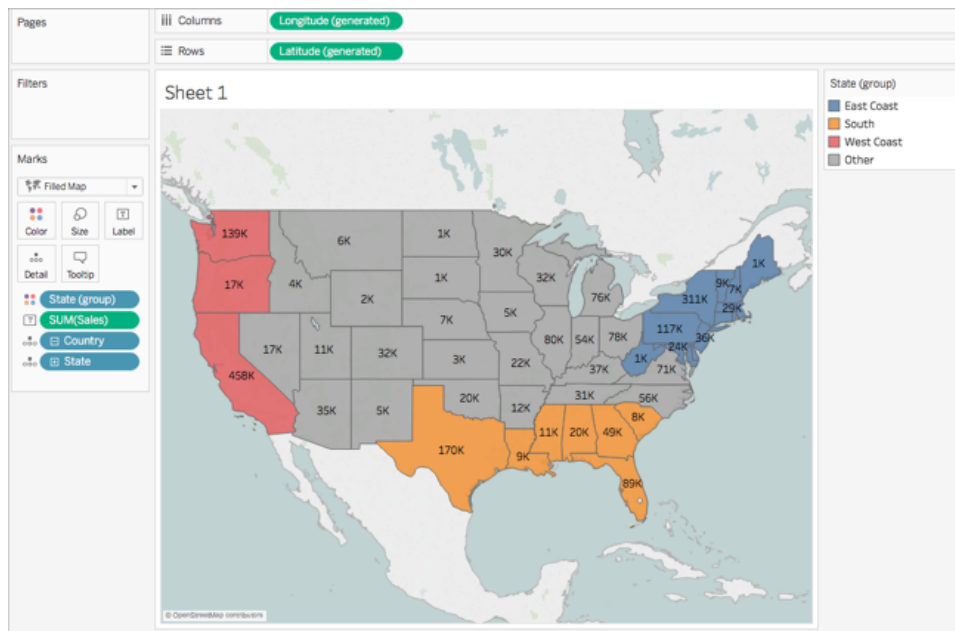 Pages
Columns
Longitude (generated)
Rows
Latitude (generated)
Filters
Sheet 1
State (group)
East Coast
South
West Coast
Other
Marks
Filled Map
Color
Size
Label
Detail
Tooltip
State (group)
SUM(Sales)
Country
State
139K
6K
1K
30K
1K
9K
7K
17K
4K
1K
32K
76K
311K
29K
2K
5K
117K
7K
36K
24K
17K
11K
32K
80K
54K
78K
1K
3K
22K
37K
71K
458K
31K
56K
35K
5K
20K
12K
8K
170K
11K
20K
49K
9K
89K
© OpenStreetMap contributors